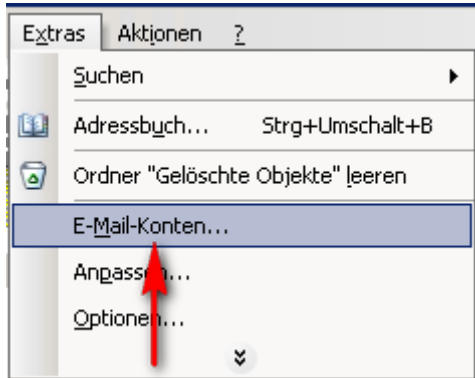 Extras Aktionen ?
Suchen
Adressbuch... Strg+Umschalt+B
Ordner "Gelöschte Objekte" leeren
E-Mail-Konten...
Anpassen...
Optionen...